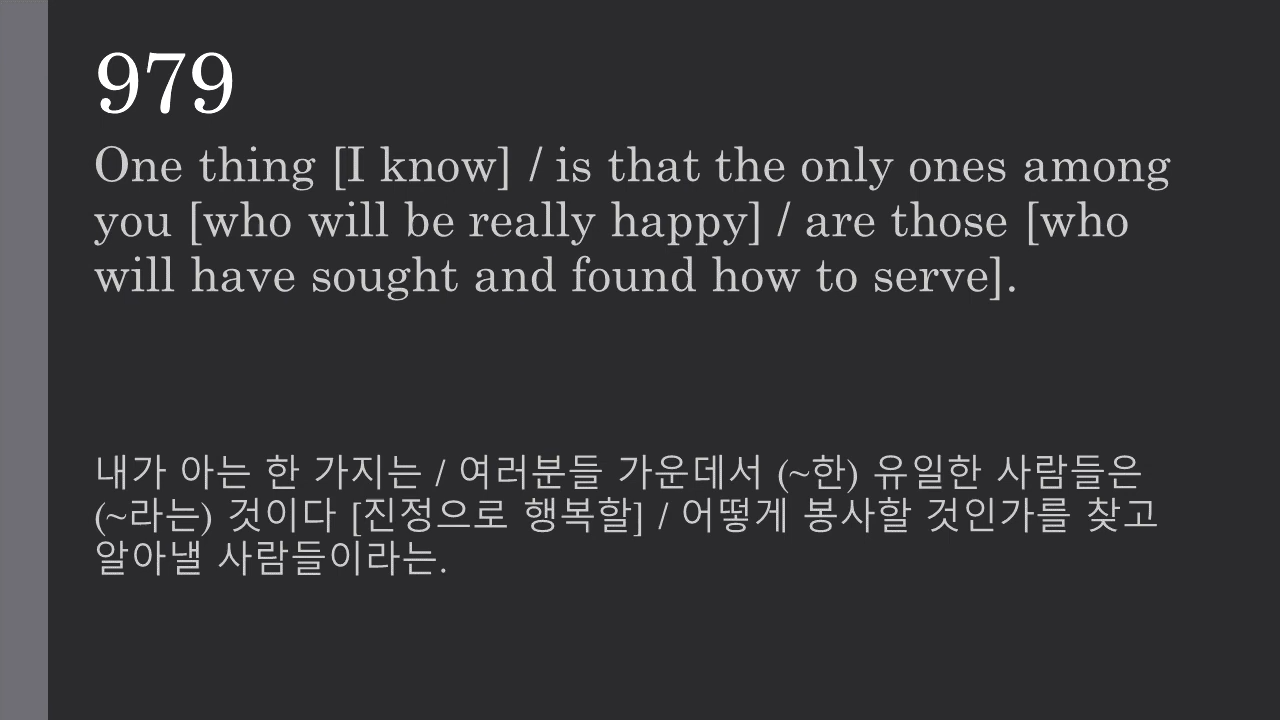 979
One thing [I know] / is that the only ones among
you [who will be really happy] / are those [who
will have sought and found how to serve].
내가 아는 한 가지는 / 여러분들 가운데서 (~한) 유일한 사람들은
(~라는) 것이다 [진정으로 행복할] / 어떻게 봉사할 것인가를 찾고
알아낼 사람들이라는.